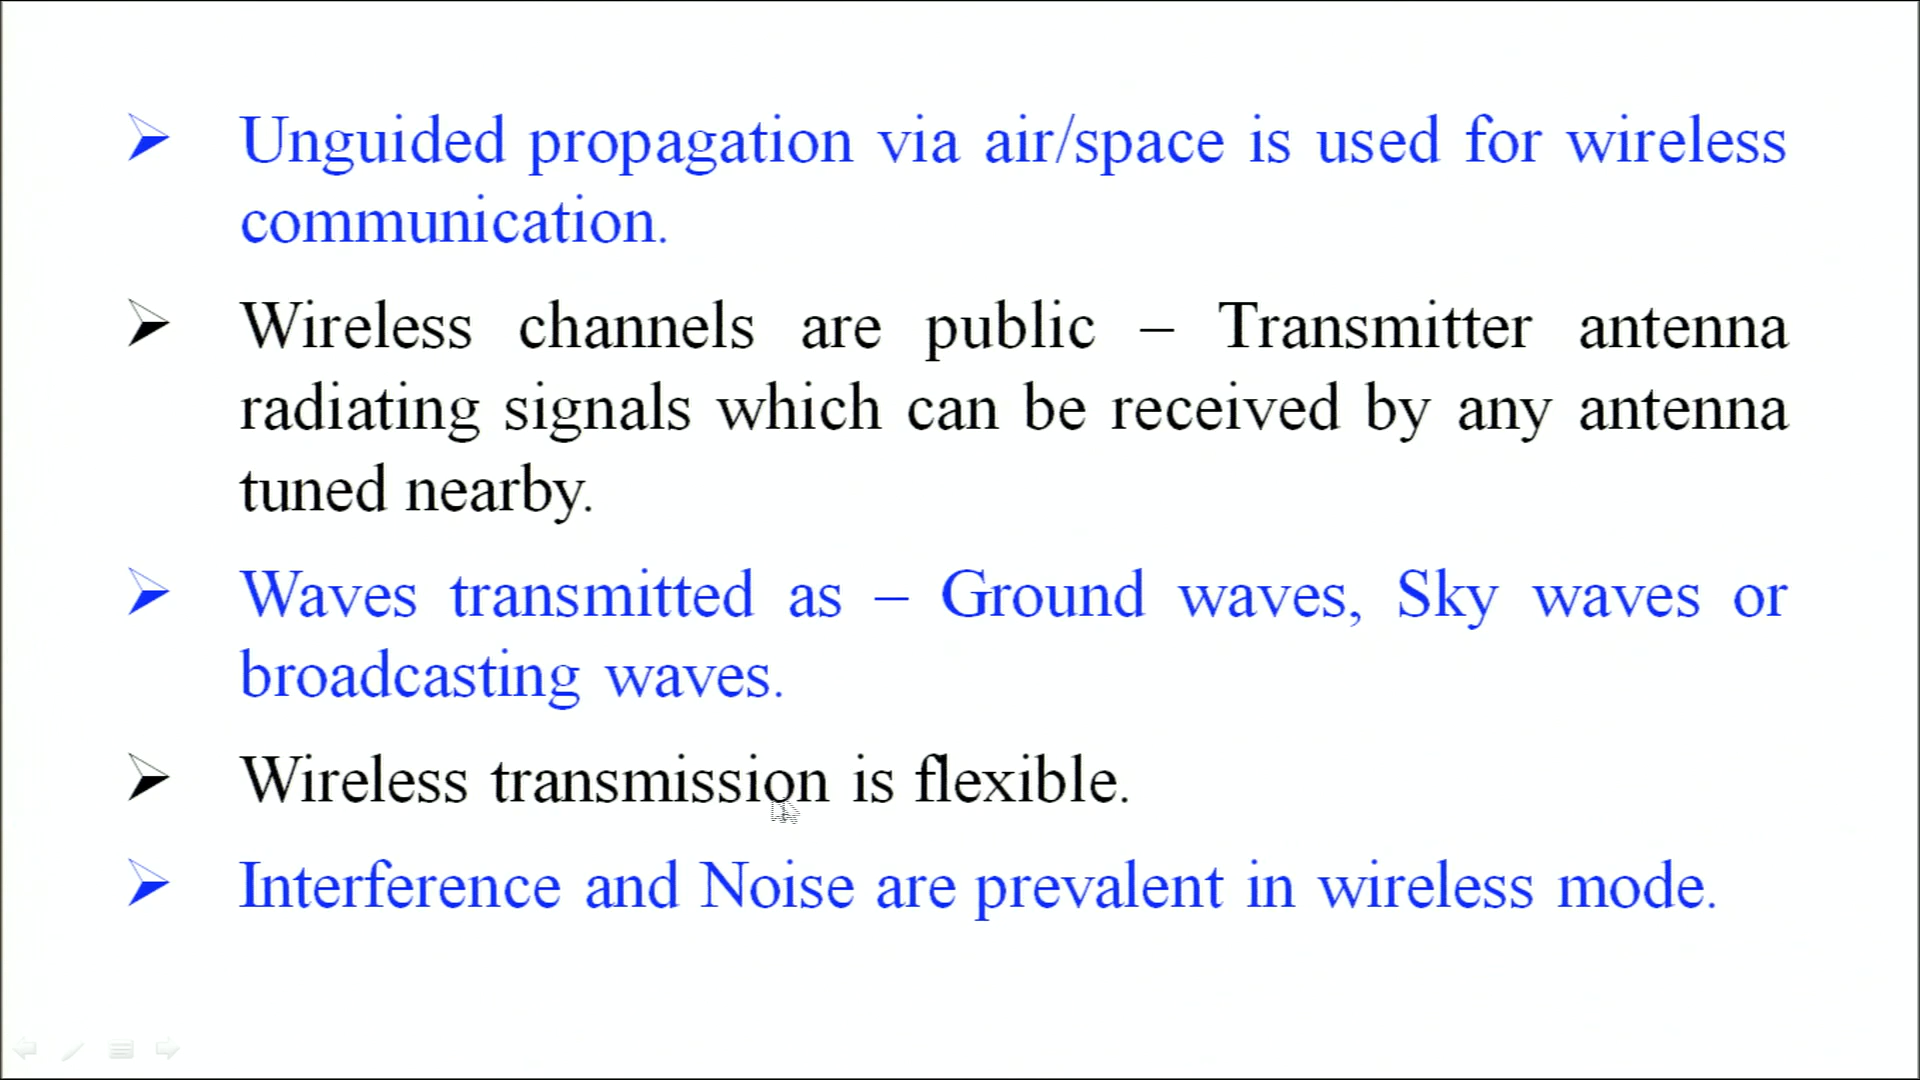 Unguided propagation via air/space is used for wireless
communication.
Wireless channels are public – Transmitter antenna
radiating signals which can be received by any antenna
tuned nearby.
Waves transmitted as – Ground waves, Sky waves or
broadcasting waves.
Wireless transmission is flexible.
Interference and Noise are prevalent in wireless mode.